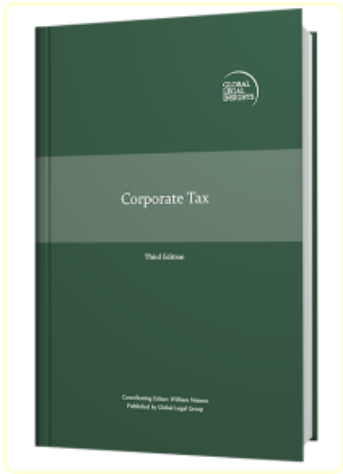 GLOBAL
LEGAL
INSIGHTS
Corporate Tax
Third Edition
Contributing Editor: William Watson
Published by Global Legal Group